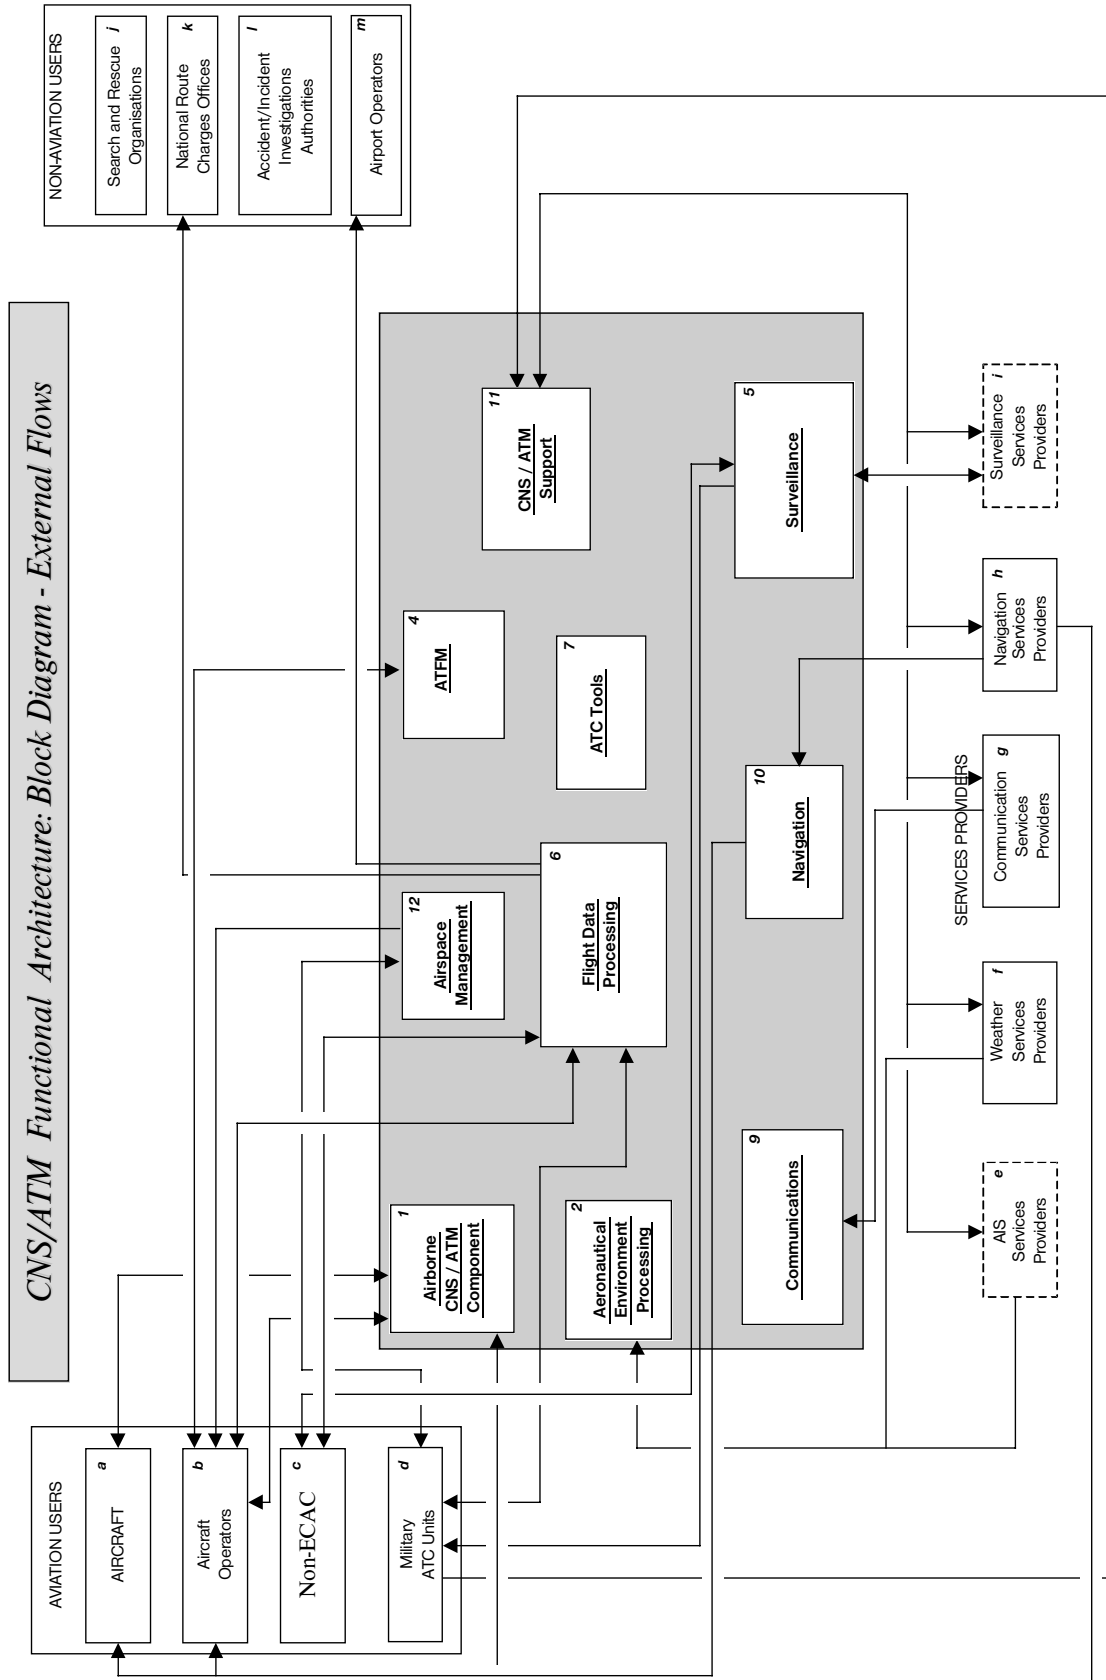 CNS/ATM Functional Architecture: Block Diagram - External Flows
AVIATION USERS
a
AIRCRAFT
b
Aircraft
Operators
c
Non-ECAC
d
Military
ATC Units
NON-AVIATION USERS
j
Search and Rescue
Organisations
k
National Route
Charges Offices
l
Accident/Incident
Investigations
Authorities
m
Airport Operators
1
Airborne
CNS / ATM
Component
12
Airspace
Management
4
ATFM
11
CNS / ATM
Support
2
Aeronautical
Environment
Processing
6
Flight Data
Processing
7
ATC Tools
9
Communications
10
Navigation
5
Surveillance
SERVICES PROVIDERS
e
AIS
Services
Providers
f
Weather
Services
Providers
g
Communication
Services
Providers
h
Navigation
Services
Providers
i
Surveillance
Services
Providers